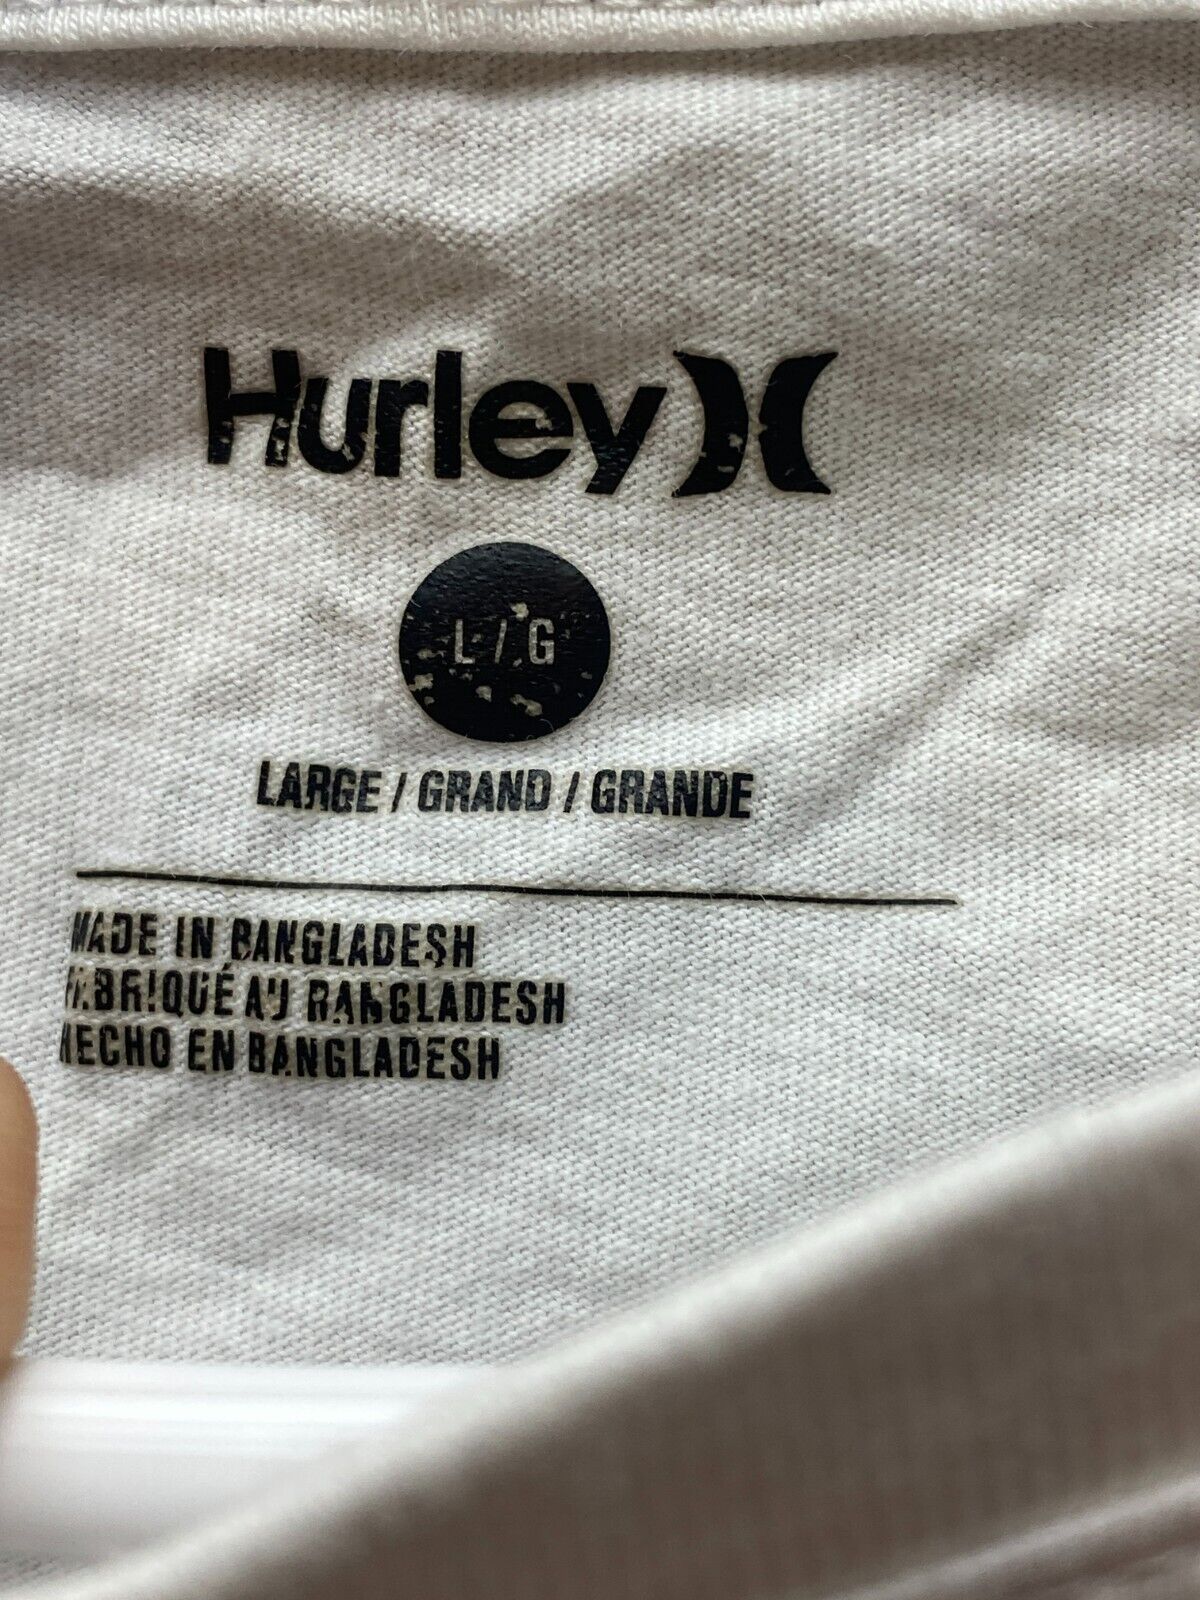 Hurley
L / G
LARGE / GRAND / GRANDE
MADE IN BANGLADESH
FABRIQUÉ AU BANGLADESH
HECHO EN BANGLADESH